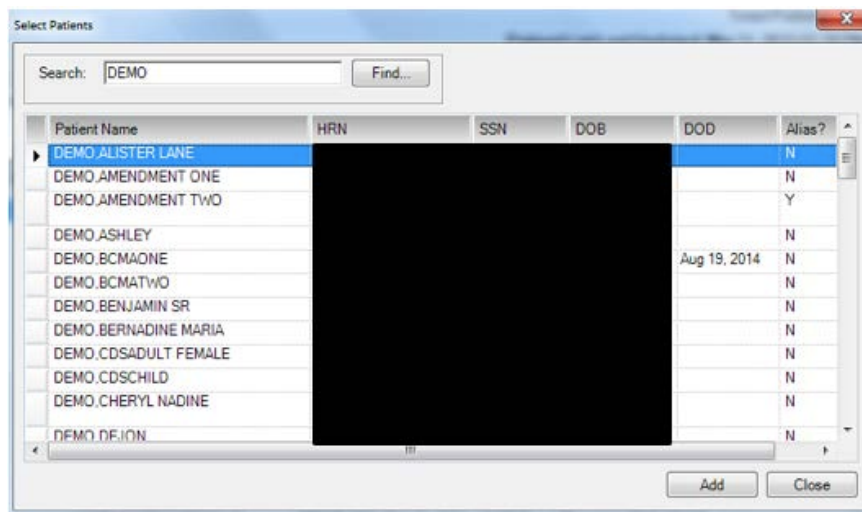 Select Patients
Search: DEMO Find...
Patient Name HRN SSN DOB DOD Alias?
DEMO,ALISTER LANE N
DEMO,AMENDMENT ONE N
DEMO,AMENDMENT TWO Y
DEMO,ASHLEY N
DEMO,BCMAONE Aug 19, 2014 N
DEMO,BCMATWO N
DEMO,BENJAMIN SR N
DEMO,BERNADINE MARIA N
DEMO,CDSADULT FEMALE N
DEMO,CDSCHILD N
DEMO,CHERYL NADINE N
DEMO,DEJON N
Add Close